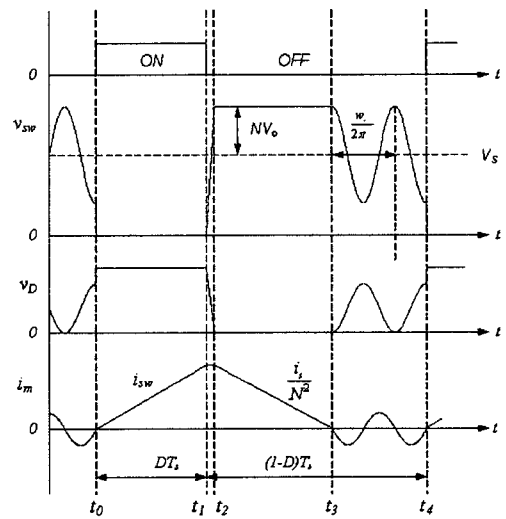 ON OFF
0 t
v_sw NV_o w_r/2π V_s
0 t
v_D
0 t
i_m i_sw i_s/N^2
0 t
DT_s (1-D)T_s
t_0 t_1 t_2 t_3 t_4